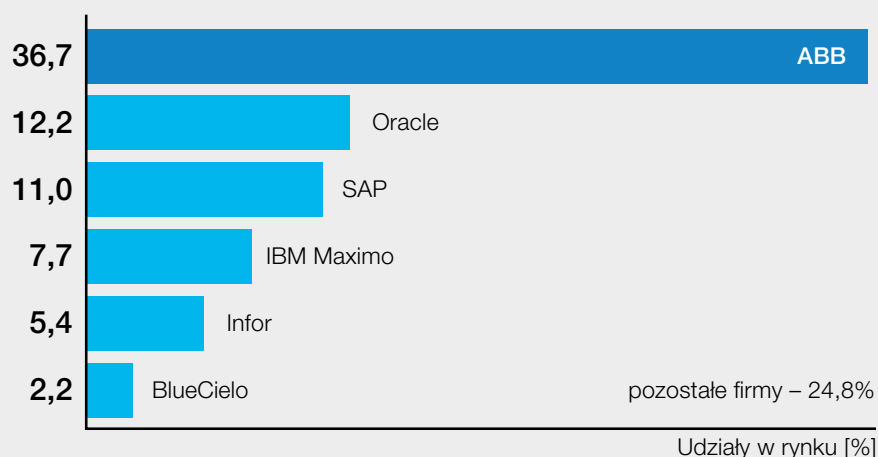 36,7 ABB
12,2 Oracle
11,0 SAP
7,7 IBM Maximo
5,4 Infor
2,2 BlueCielo pozostałe firmy – 24,8%
Udziały w rynku [%]